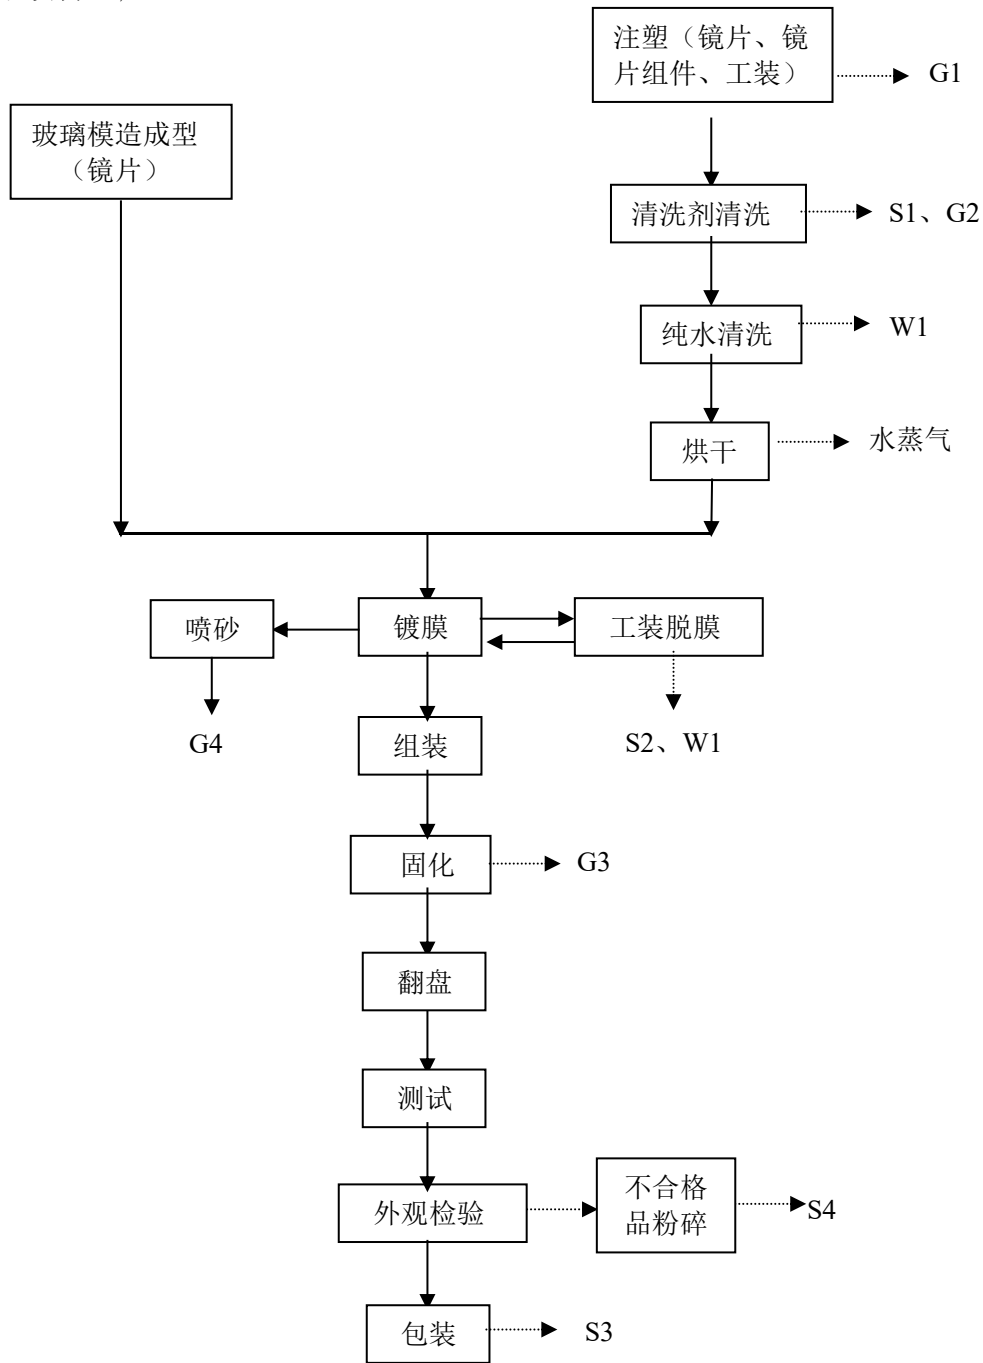 注塑（镜片、镜
片组件、工装）
G1
玻璃模造成型
（镜片）
清洗剂清洗
S1、G2
纯水清洗
W1
烘干
水蒸气
喷砂
镀膜
工装脱膜
G4
S2、W1
组装
固化
G3
翻盘
测试
外观检验
不合格
品粉碎
S4
包装
S3